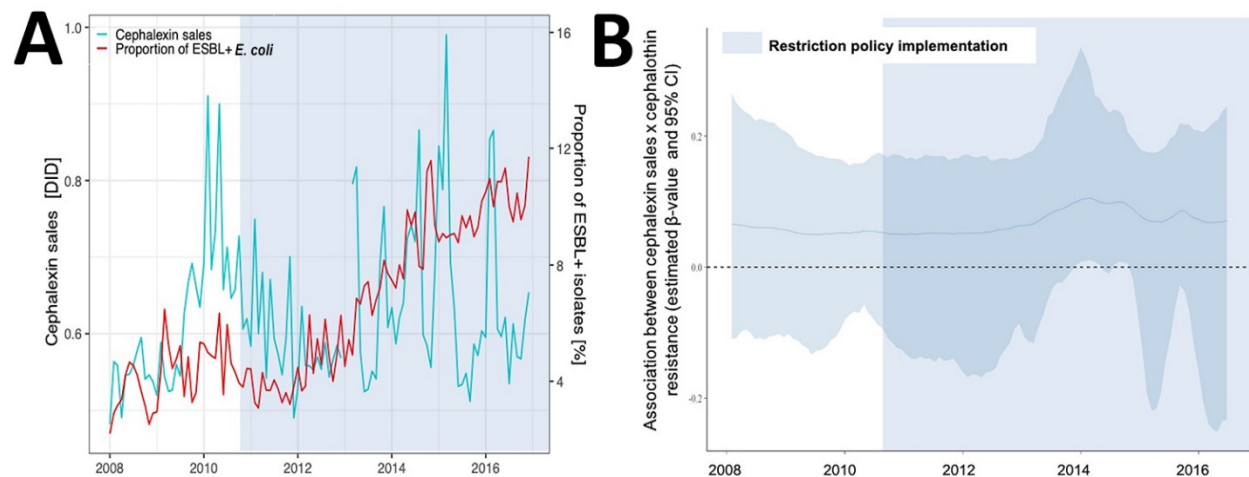 A
Cephalexin sales
Proportion of ESBL+ E. coli
Cephalexin sales [DID]
1.0
0.8
0.6
Proportion of ESBL+ isolates [%]
16
12
8
4
2008
2010
2012
2014
2016
B
Restriction policy implementation
Association between cephalexin sales x cephalothin
resistance (estimated β-value and 95% CI)
0.2
0.0
-0.2
2008
2010
2012
2014
2016